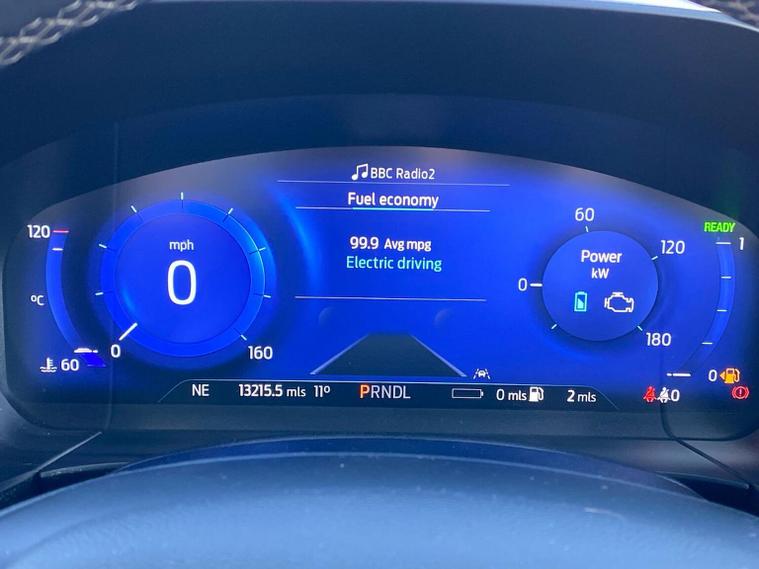 BBC Radio2
Fuel economy
99.9 Avg mpg
Electric driving
120
°C
60
mph
0
0
160
60
120
180
0
Power
kW
READY
1
0
NE 13215.5 mls 11° PRNDL 0 mls 2 mls